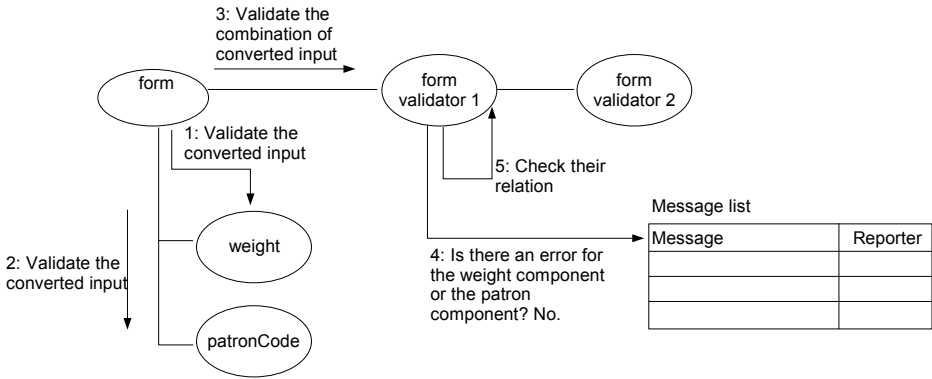 3: Validate the
combination of
converted input
form
form
validator 1
form
validator 2
1: Validate the
converted input
5: Check their
relation
weight
2: Validate the
converted input
4: Is there an error for
the weight component
or the patron
component? No.
Message list
Message Reporter
patronCode